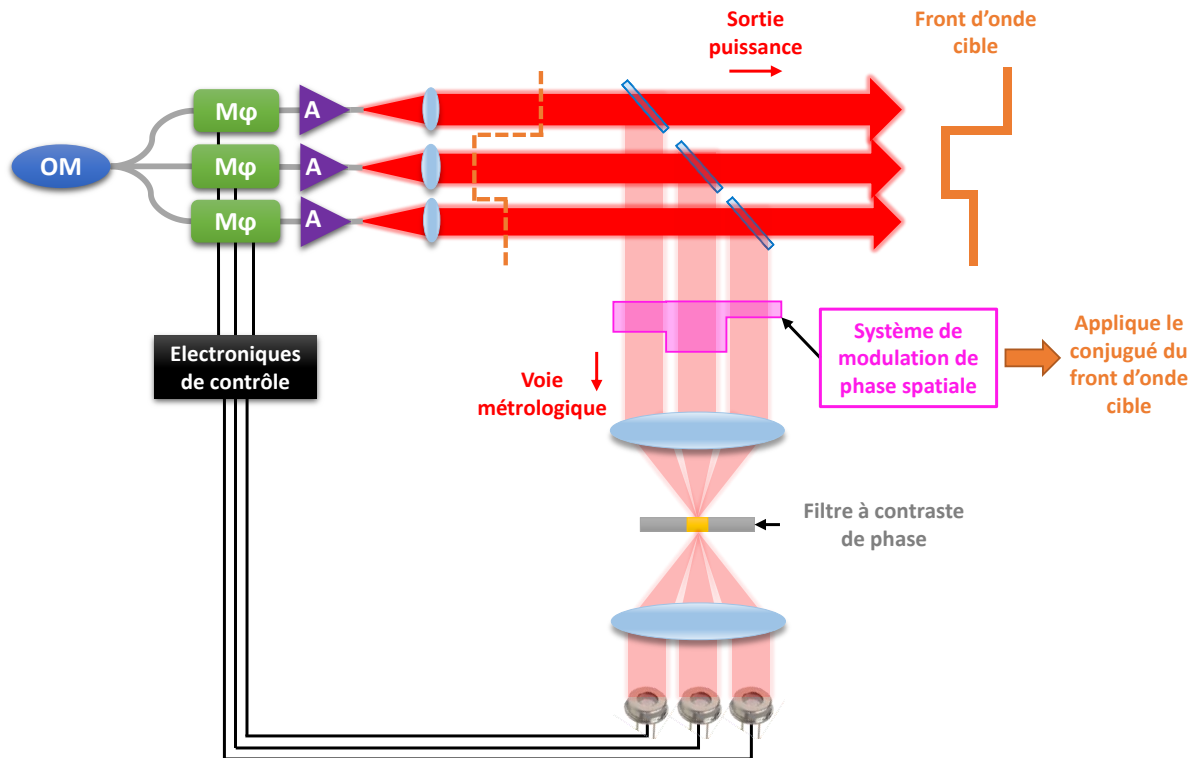 Sortie
puissance
Front d'onde
cible
OM
Mφ
A
Mφ
A
Mφ
A
Electroniques
de contrôle
Voie
métrologique
Système de
modulation de
phase spatiale
Applique le
conjugué du
front d'onde
cible
Filtre à contraste
de phase